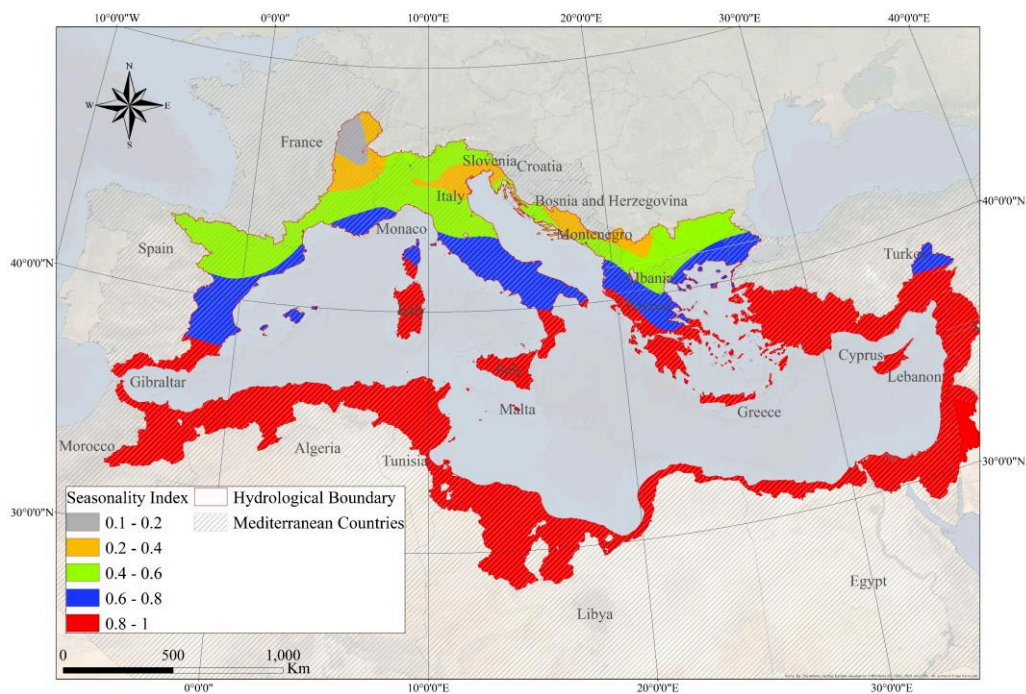 10°0'0"W 0°0'0" 10°0'0"E 20°0'0"E 30°0'0"E 40°0'0"E
N
W E
S
France
Slovenia
Croatia
40°0'0"N
Italy
Bosnia and Herzegovina
Monaco
Montenegro
Spain
40°0'0"N
Albania
Turkey
Cyprus
Gibraltar
Lebanon
Malta
Greece
Morocco
Algeria
Tunisia
30°0'0"N
Seasonality Index
Hydrological Boundary
0.1 - 0.2
Mediterranean Countries
30°0'0"N
0.2 - 0.4
0.4 - 0.6
0.6 - 0.8
0.8 - 1
Egypt
Libya
0 500 1,000
Km
0°0'0" 10°0'0"E 20°0'0"E 30°0'0"E